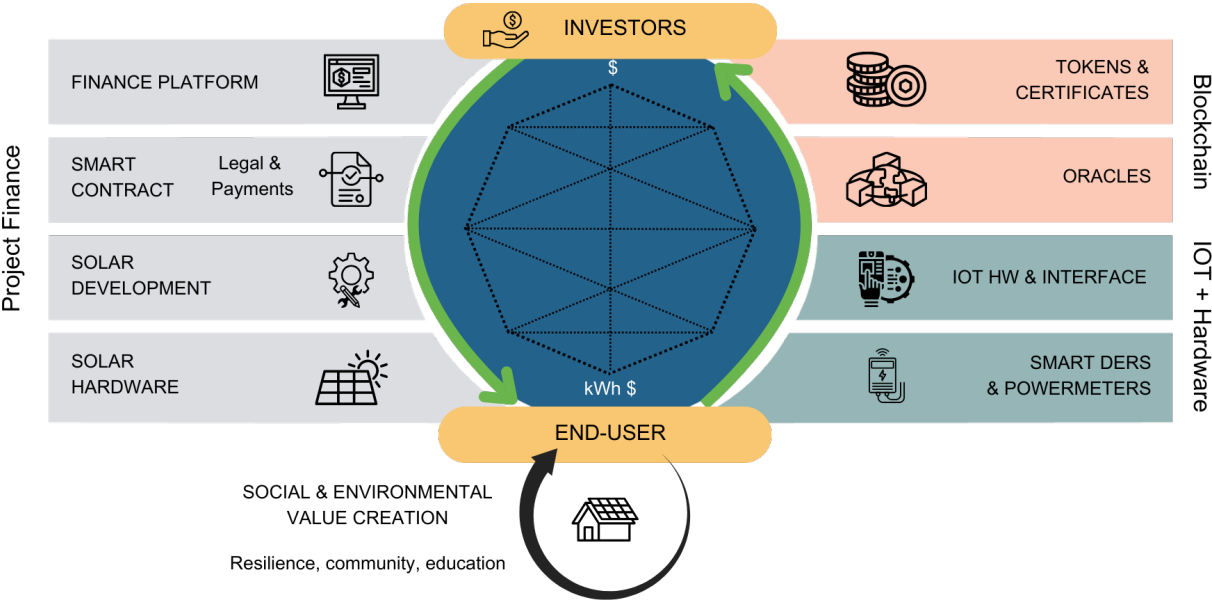 INVESTORS
$
FINANCE PLATFORM
SMART
CONTRACT
Legal &
Payments
SOLAR
DEVELOPMENT
SOLAR
HARDWARE
Project Finance
TOKENS &
CERTIFICATES
ORACLES
IOT HW & INTERFACE
SMART DERS
& POWERMETERS
Blockchain
IOT + Hardware
kWh $
END-USER
SOCIAL & ENVIRONMENTAL
VALUE CREATION
Resilience, community, education